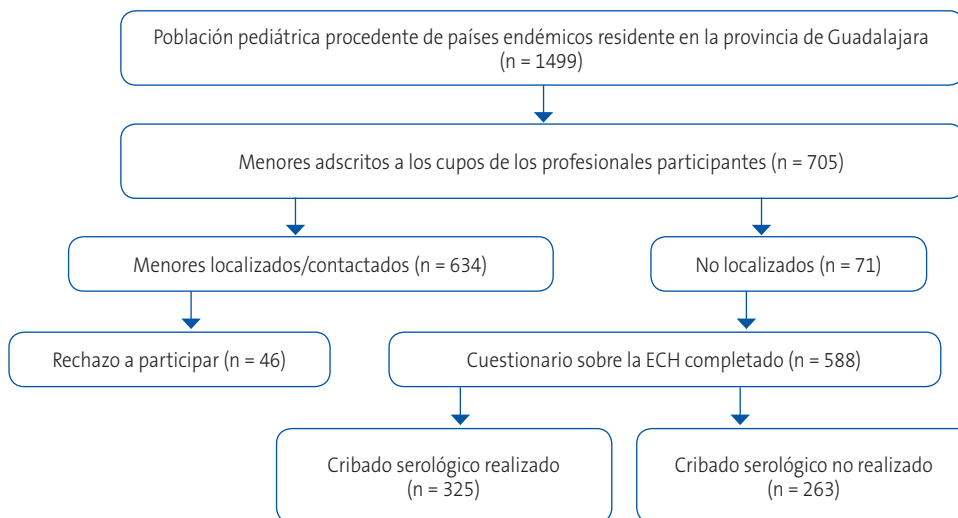 Población pediátrica procedente de países endémicos residente en la provincia de Guadalajara
(n = 1499)
Menores adscritos a los cupos de los profesionales participantes (n = 705)
Menores localizados/contactados (n = 634)
No localizados (n = 71)
Rechazo a participar (n = 46)
Cuestionario sobre la ECH completado (n = 588)
Cribado serológico realizado
(n = 325)
Cribado serológico no realizado
(n = 263)